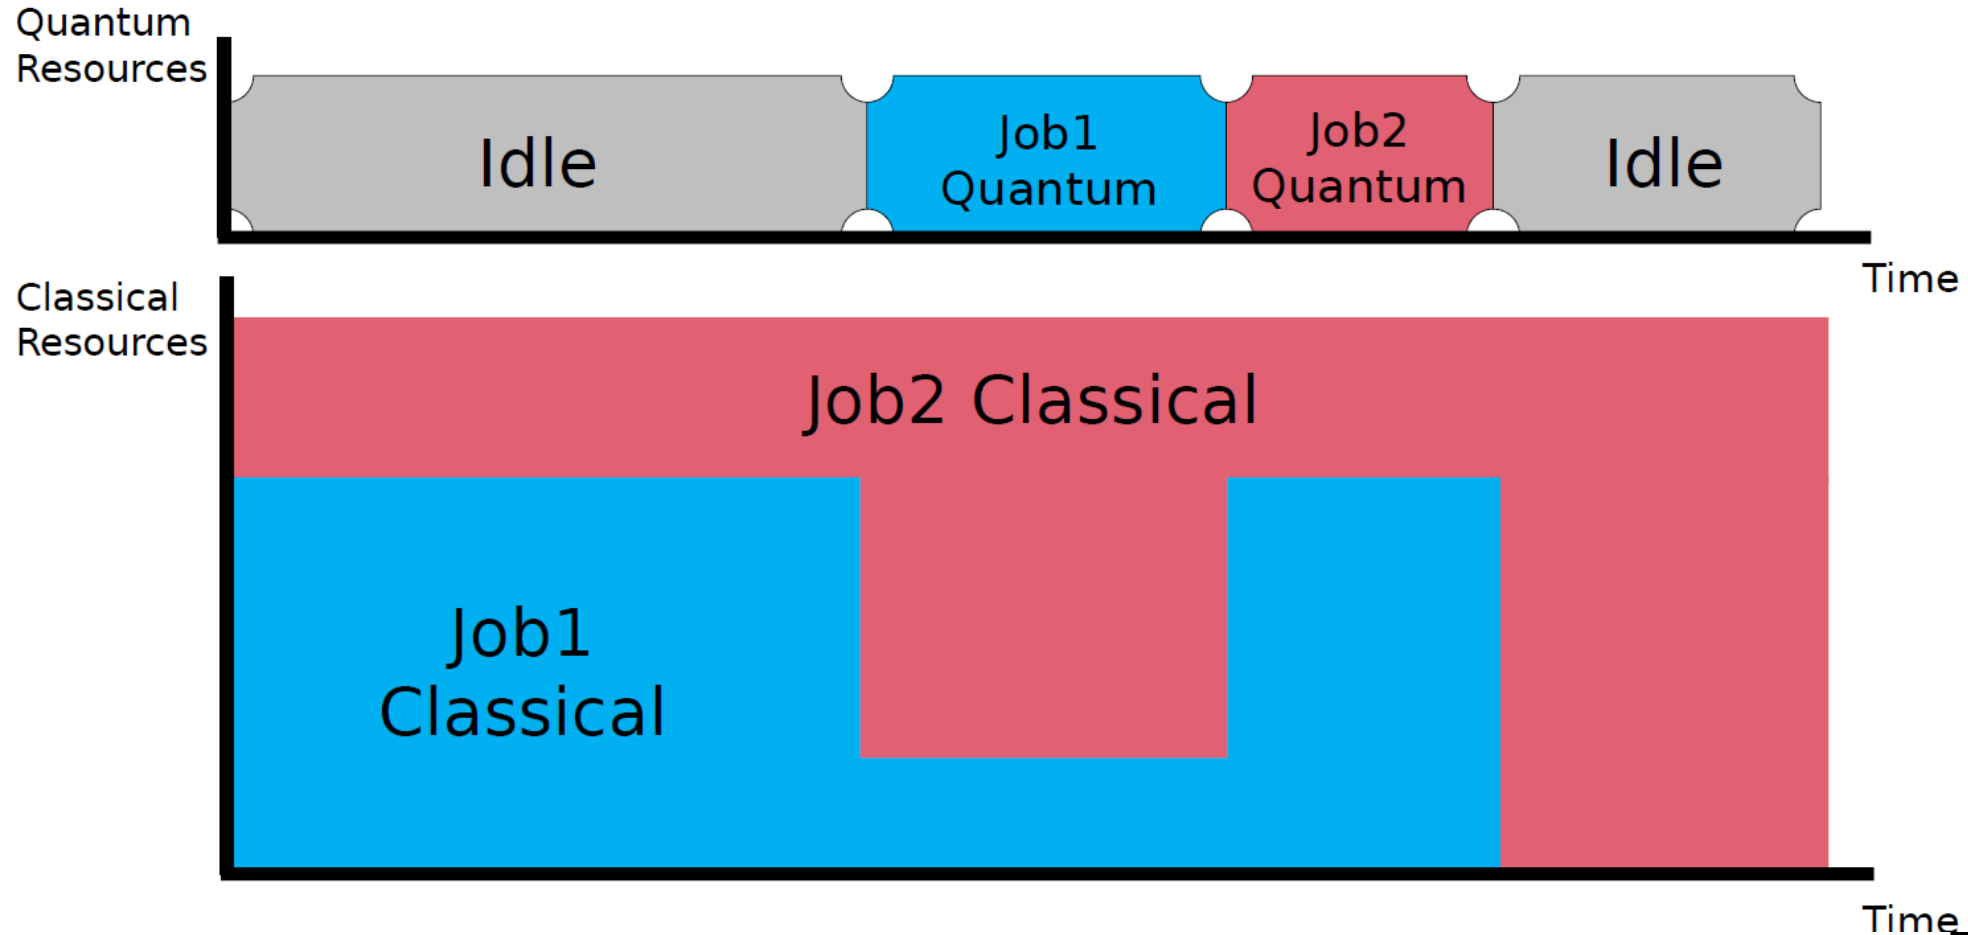 Quantum
Resources
Idle
Job1
Quantum
Job2
Quantum
Idle
Time
Classical
Resources
Job2 Classical
Job1
Classical
Time